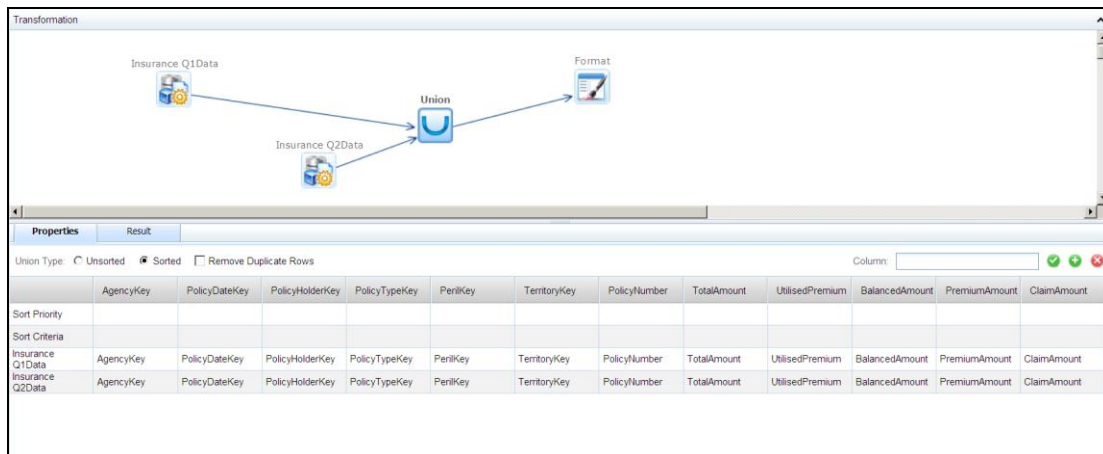 Transformation
Insurance Q1Data
Format
Union
Insurance Q2Data
Properties Result
Union Type: Unsorted Sorted Remove Duplicate Rows Column:
AgencyKey PolicyDateKey PolicyHolderKey PolicyTypeKey PerilKey TerritoryKey PolicyNumber TotalAmount UtilisedPremium BalancedAmount PremiumAmount ClaimAmount
Sort Priority
Sort Criteria
Insurance
Q1Data AgencyKey PolicyDateKey PolicyHolderKey PolicyTypeKey PerilKey TerritoryKey PolicyNumber TotalAmount UtilisedPremium BalancedAmount PremiumAmount ClaimAmount
Insurance
Q2Data AgencyKey PolicyDateKey PolicyHolderKey PolicyTypeKey PerilKey TerritoryKey PolicyNumber TotalAmount UtilisedPremium BalancedAmount PremiumAmount ClaimAmount